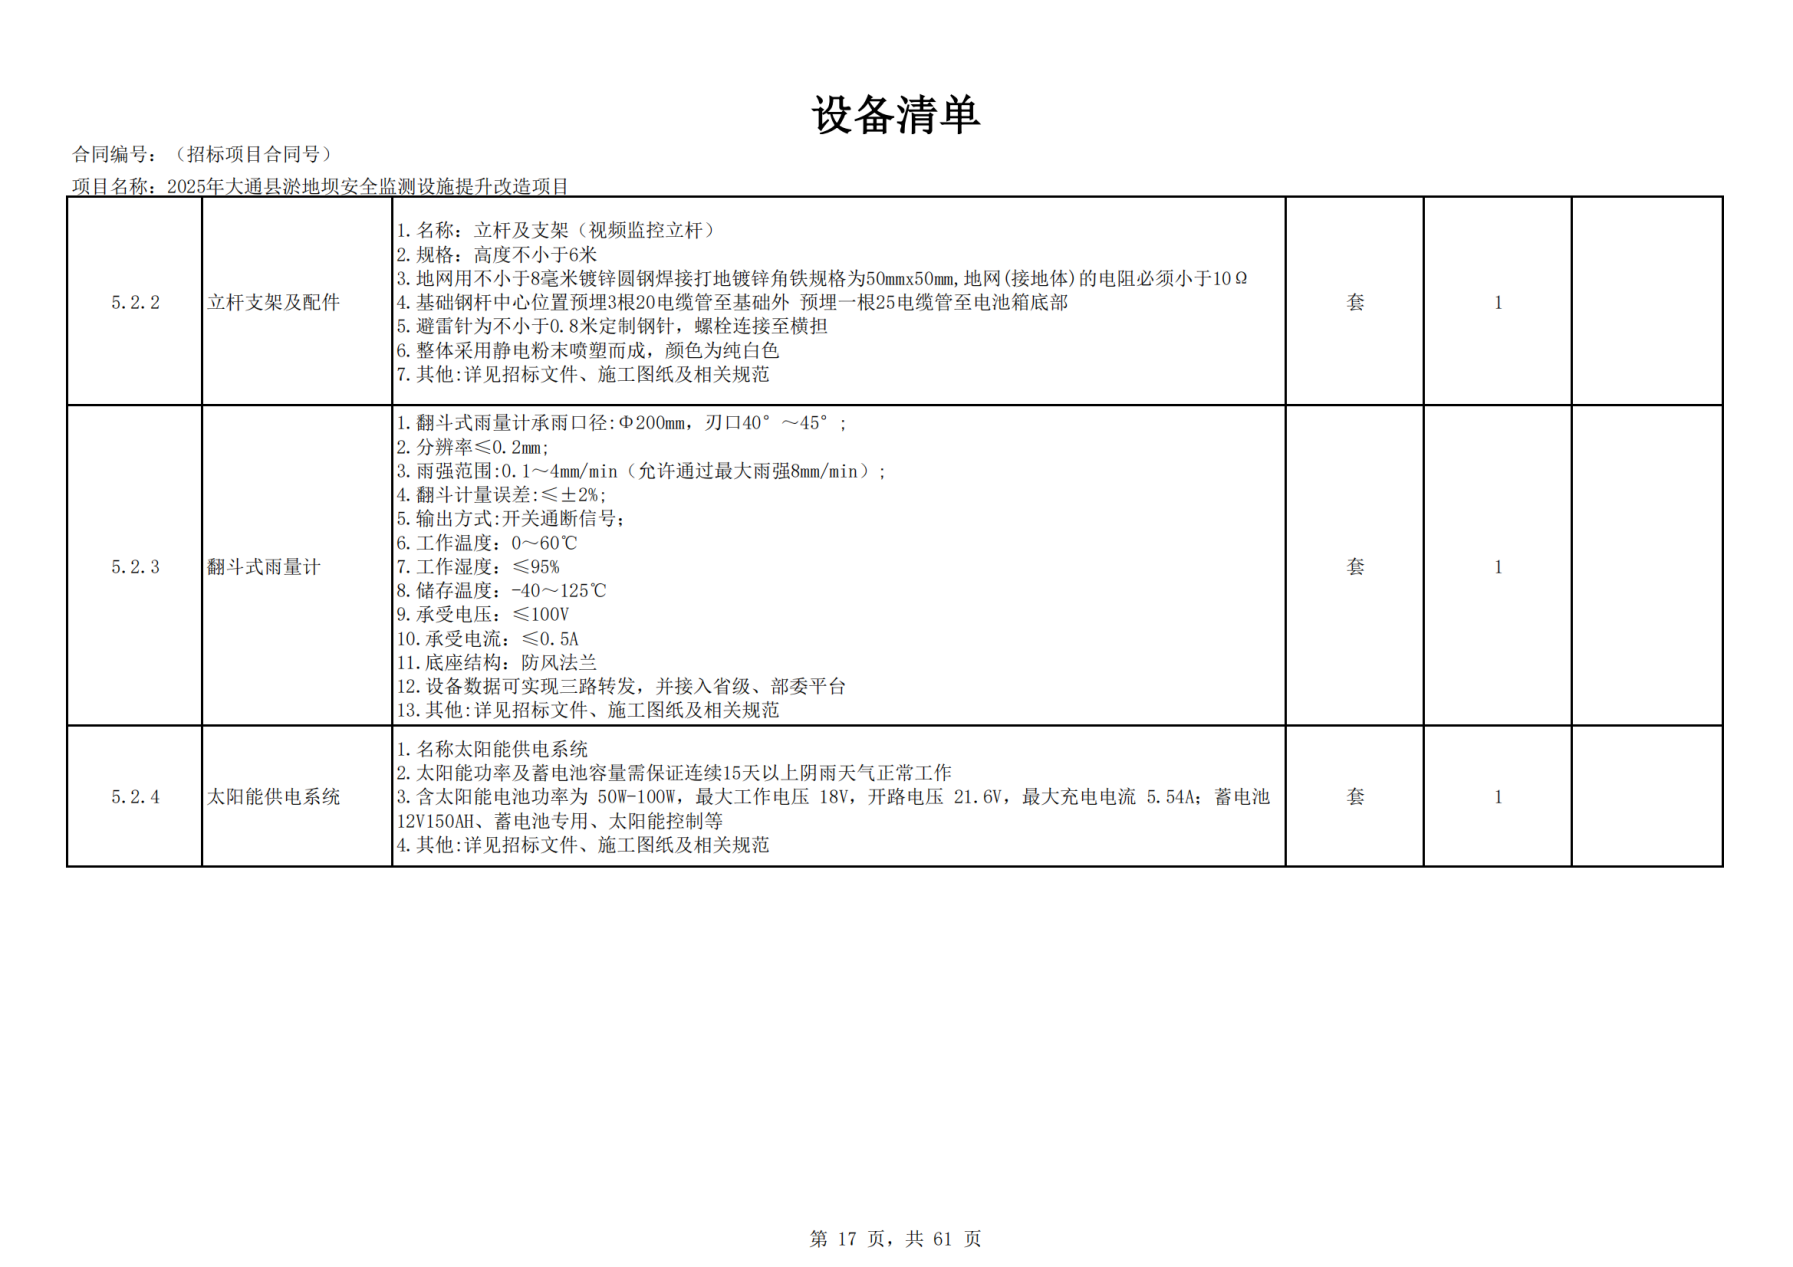 设备清单
合同编号：（招标项目合同号）
项目名称：2025年大通县淤地坝安全监测设施提升改造项目
5.2.2
立杆支架及配件
1.名称：立杆及支架（视频监控立杆）
2.规格：高度不小于6米
3.地网用不小于8毫米镀锌圆钢焊接打地镀锌角铁规格为50mmx50mm,地网(接地体)的电阻必须小于10Ω
4.基础钢杆中心位置预埋3根20电缆管至基础外 预埋一根25电缆管至电池箱底部
5.避雷针为不小于0.8米定制钢针，螺栓连接至横担
6.整体采用静电粉末喷塑而成，颜色为纯白色
7.其他:详见招标文件、施工图纸及相关规范
套
1
5.2.3
翻斗式雨量计
1.翻斗式雨量计承雨口径:Φ200mm，刃口40°～45°;
2.分辨率≤0.2mm;
3.雨强范围:0.1～4mm/min（允许通过最大雨强8mm/min）;
4.翻斗计量误差:≤±2%;
5.输出方式:开关通断信号;
6.工作温度：0～60℃
7.工作湿度：≤95%
8.储存温度：-40～125℃
9.承受电压：≤100V
10.承受电流：≤0.5A
11.底座结构：防风法兰
12.设备数据可实现三路转发，并接入省级、部委平台
13.其他:详见招标文件、施工图纸及相关规范
套
1
5.2.4
太阳能供电系统
1.名称太阳能供电系统
2.太阳能功率及蓄电池容量需保证连续15天以上阴雨天气正常工作
3.含太阳能电池功率为 50W-100W，最大工作电压 18V，开路电压 21.6V，最大充电电流 5.54A；蓄电池
12V150AH、蓄电池专用、太阳能控制等
4.其他:详见招标文件、施工图纸及相关规范
套
1
第 17 页，共 61 页